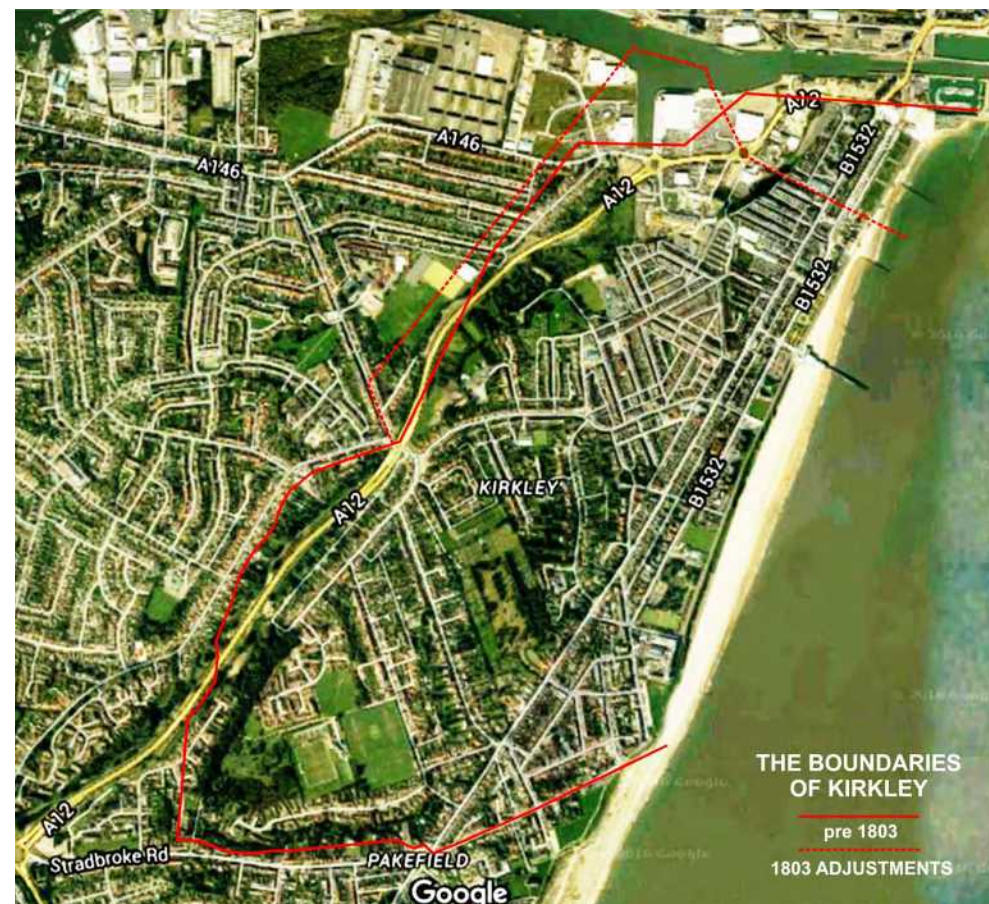 A146
A12
A146
B1532
A12
B1532
KIRKLEY
B1532
A12
THE BOUNDARIES
OF KIRKLEY
pre 1803
1803 ADJUSTMENTS
A12
Stradbroke Rd
PAKEFIELD
Google